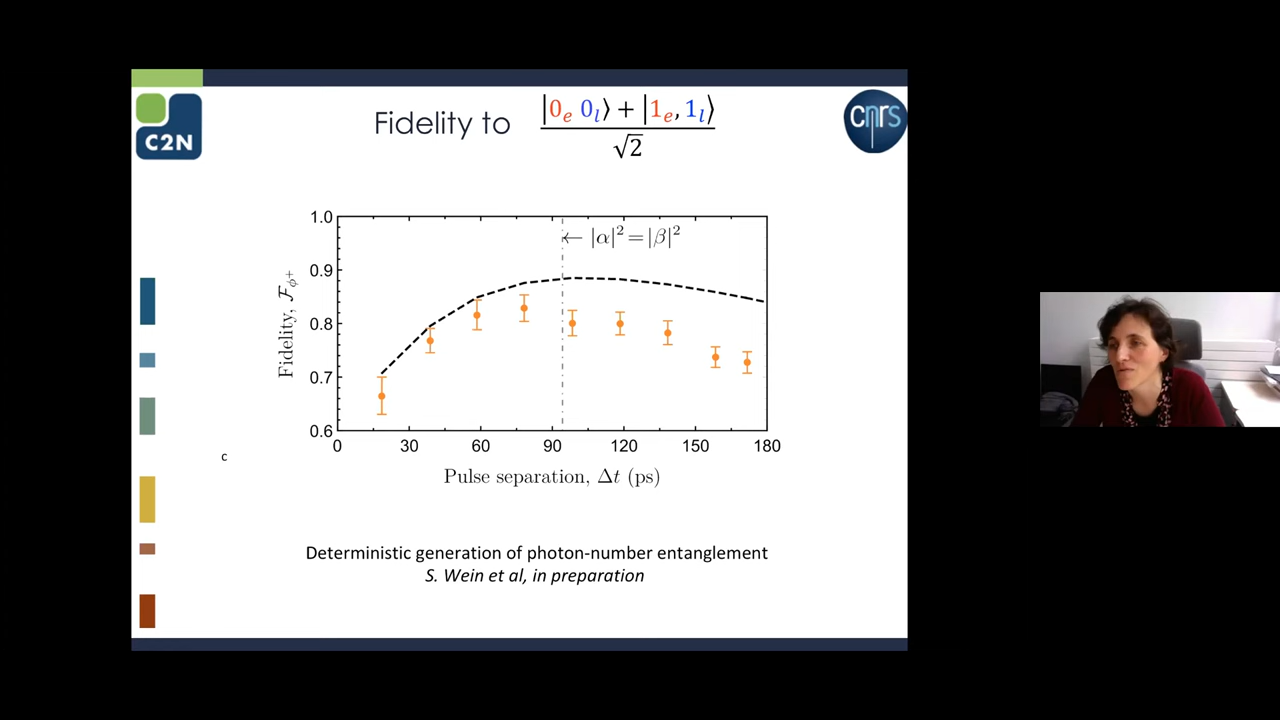 C2N
Fidelity to
|0e 0l⟩ + |1e, 1l⟩
√2
cnrs
1.0
0.9
0.8
0.7
0.6
Fidelity, ℱϕ+
← |α|² = |β|²
0 30 60 90 120 150 180
Pulse separation, Δt (ps)
c
Deterministic generation of photon-number entanglement
S. Wein et al, in preparation